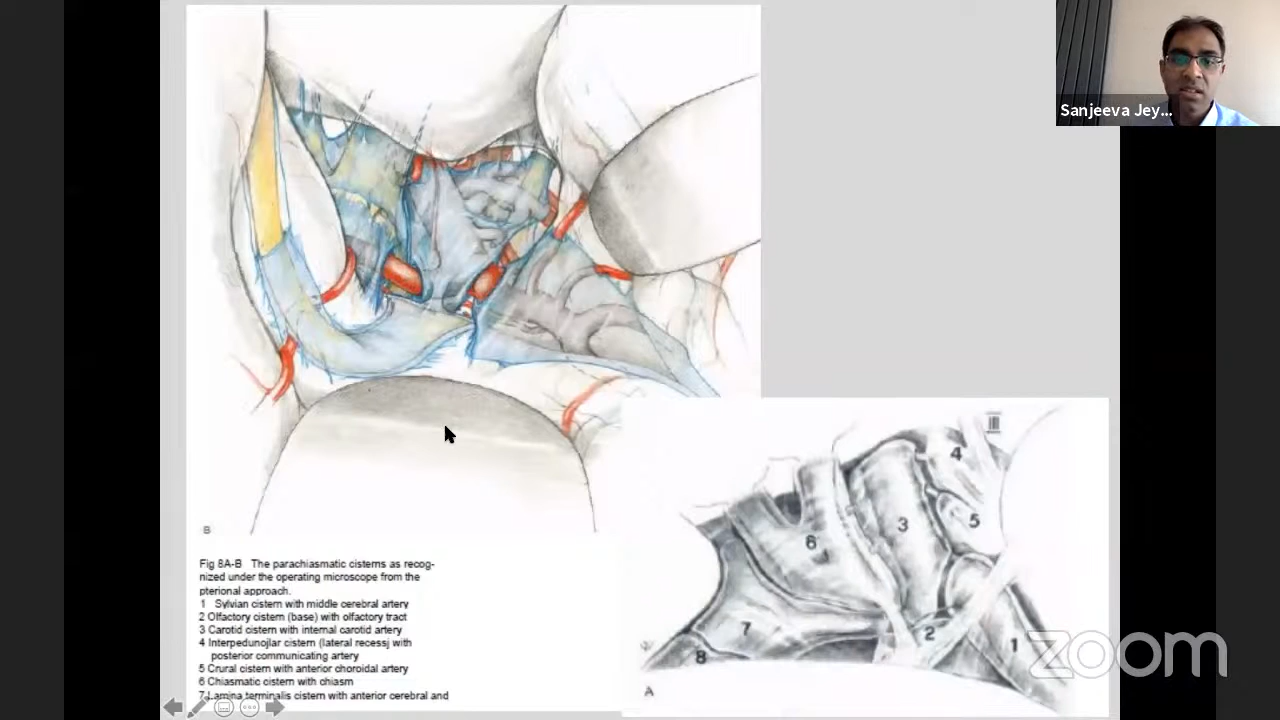 Sanjeeva Jey...
B
Fig 8A-B The parachiasmatic cisterns as recog-
nized under the operating microscope from the
pterional approach.
1 Sylvian cistern with middle cerebral artery
2 Olfactory cistern (base) with olfactory tract
3 Carotid cistern with internal carotid artery
4 Interpedunojlar cistern (lateral recessj with
posterior communicating artery
5 Crural cistern with anterior choroidal artery
6 Chiasmatic cistern with chiasm
7 Lamina terminalis cistern with anterior cerebral and
III
4
5
3
6
7
8
2
1
A
zoom